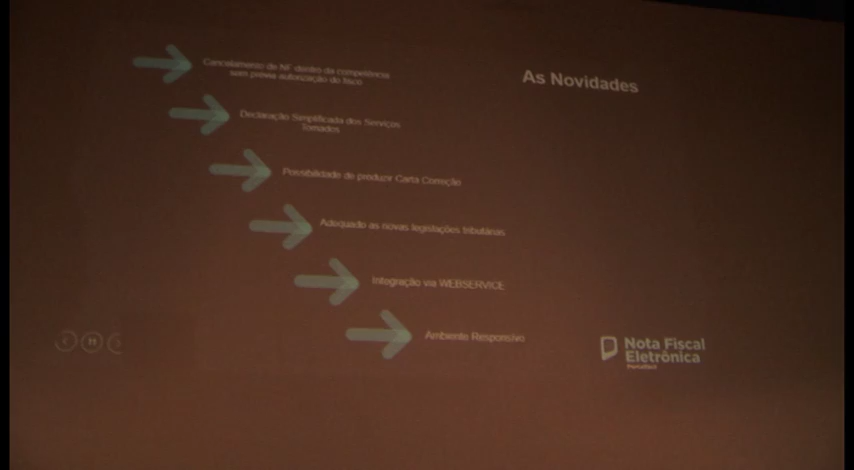 As Novidades
Cancelamento de NF dentro da competência
sem prévia autorização do fisco
Declaração Simplificada dos Serviços
Tomados
Possibilidade de produzir Carta Correção
Adequado as novas legislações tributárias
Integração via WEBSERVICE
Ambiente Responsivo
Nota Fiscal
Eletrônica